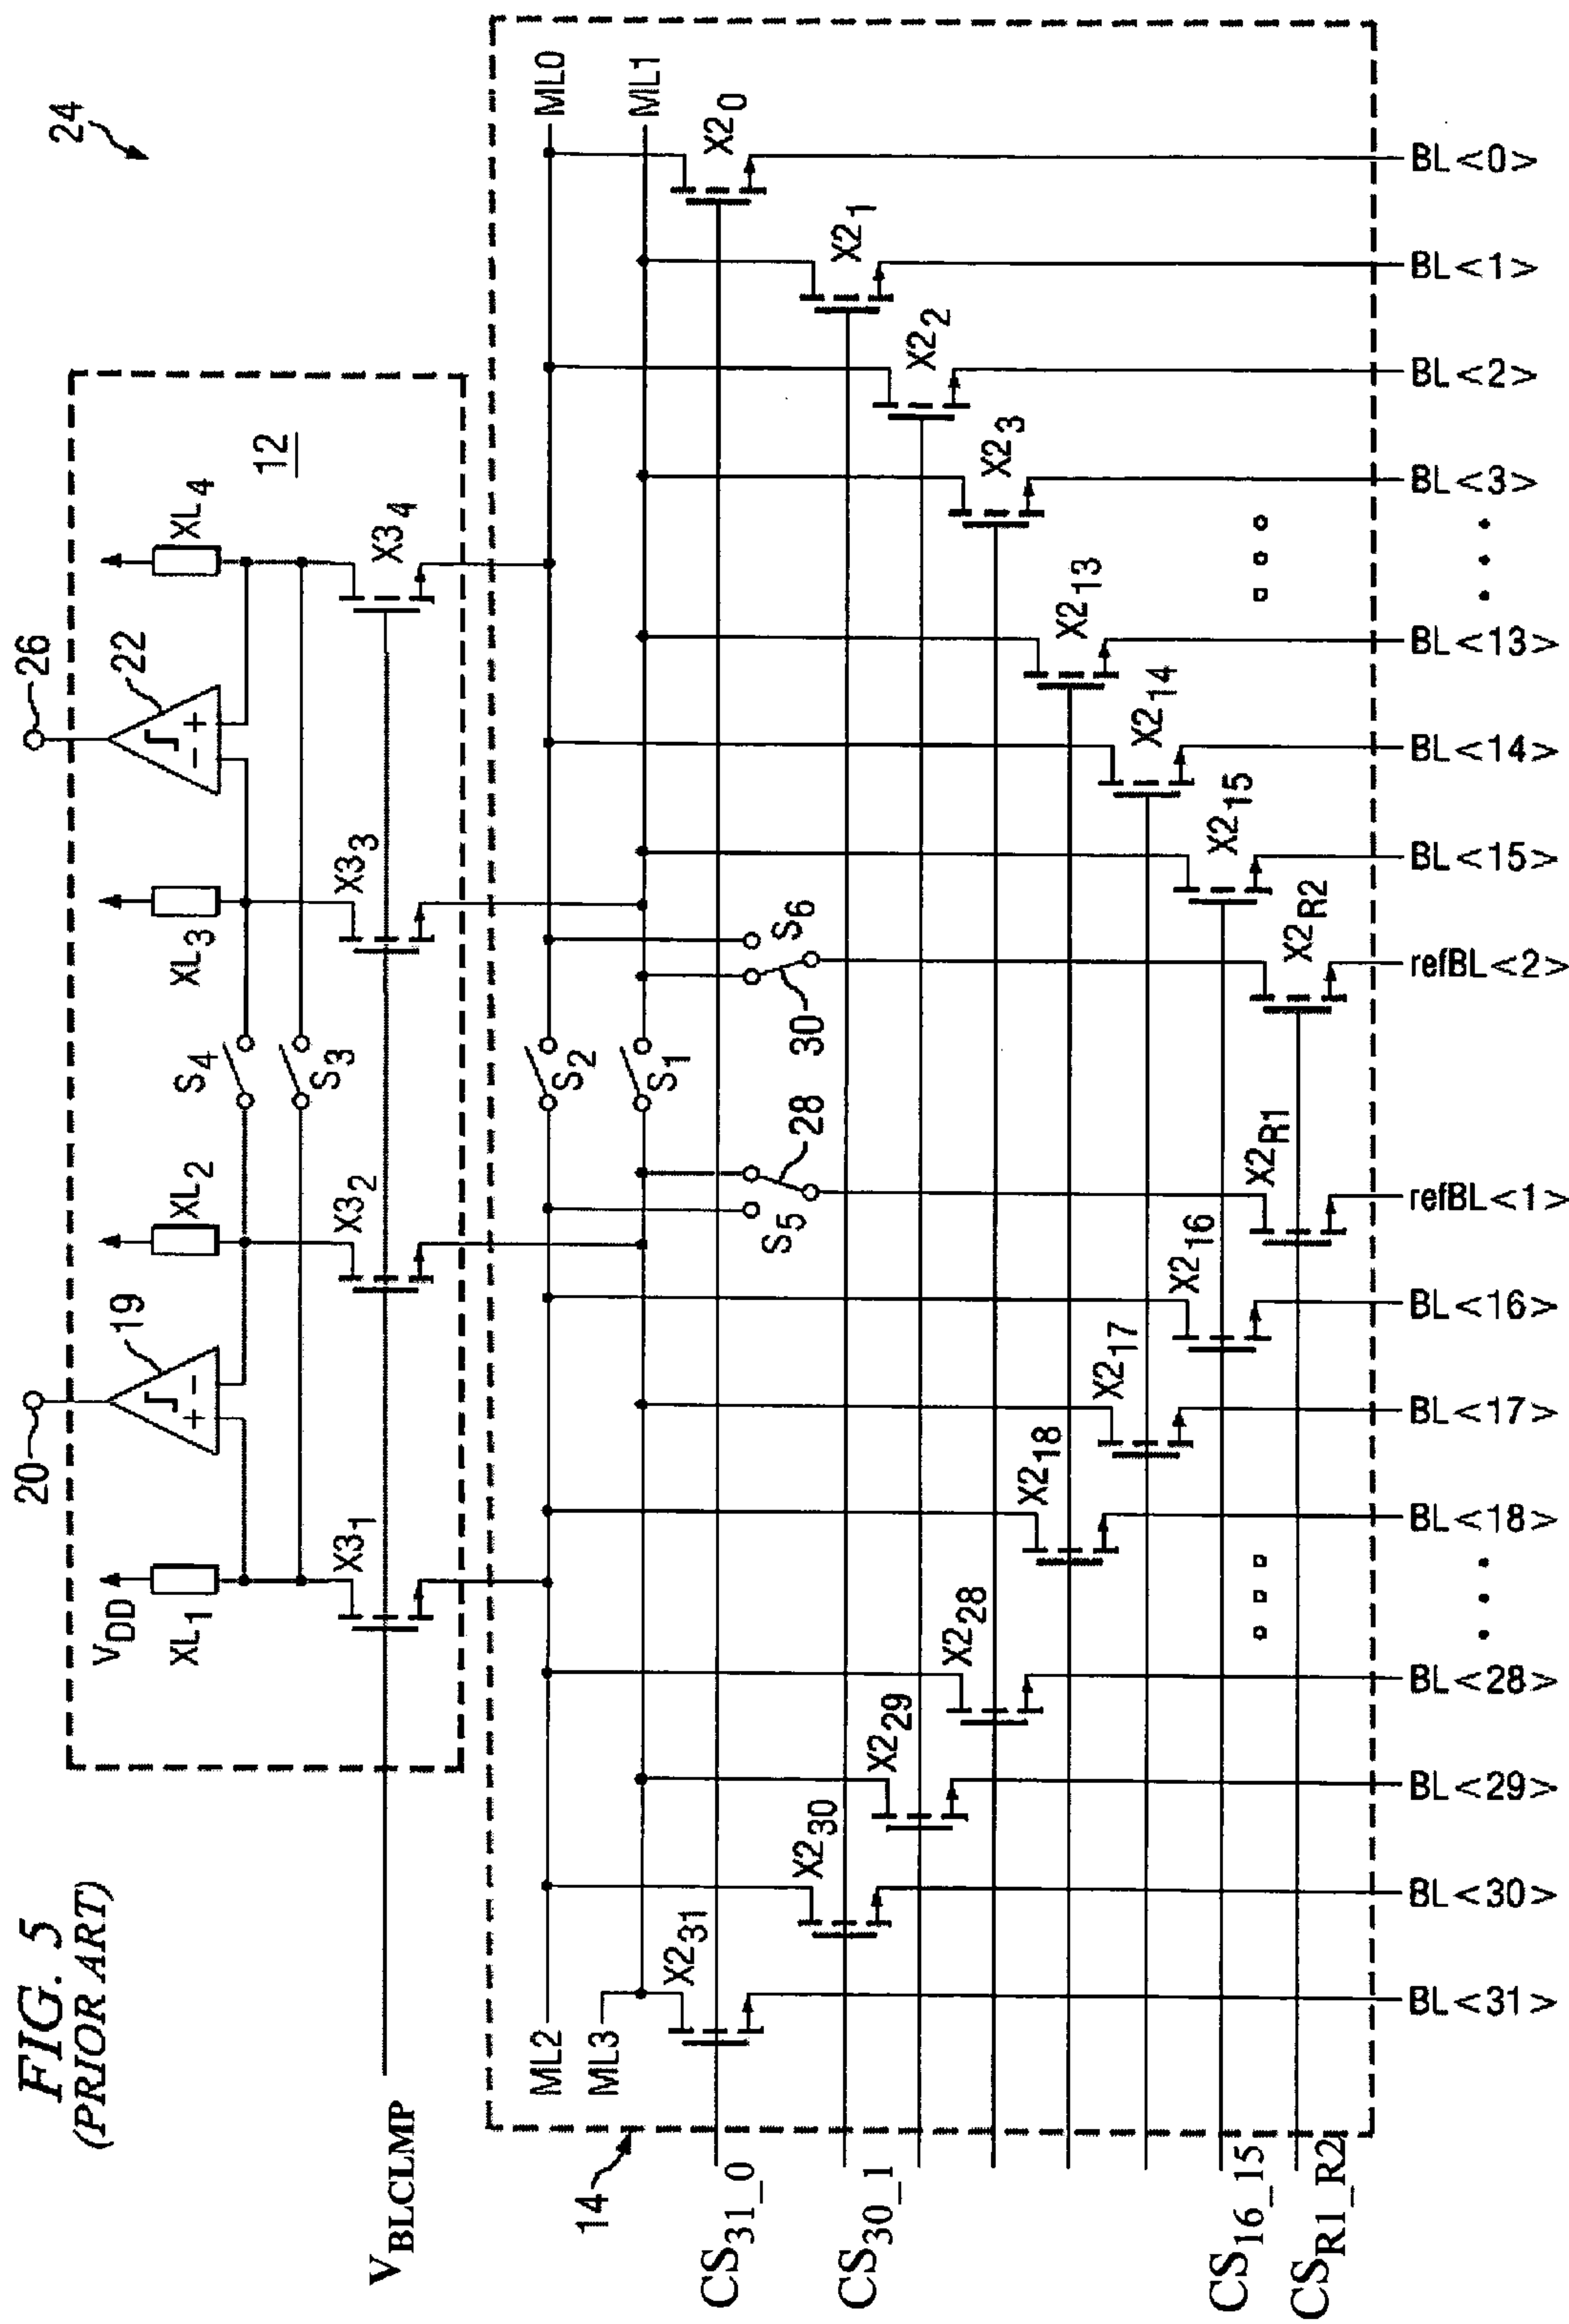 FIG. 5
(PRIOR ART)
24
20
26
19
22
12
VDD
XL1
XL2
XL3
XL4
S4
S3
X31
X32
X33
X34
VBLCLMP
14
ML2
ML3
ML0
ML1
S2
S1
S5
28
30
S6
X231
X230
X229
X228
X218
X217
X216
X2R1
X2R2
X215
X214
X213
X23
X22
X21
X20
CS31_0
CS30_1
CS16_15
CSR1_R2
BL<31>
BL<30>
BL<29>
BL<28>
BL<18>
BL<17>
BL<16>
refBL<1>
refBL<2>
BL<15>
BL<14>
BL<13>
BL<3>
BL<2>
BL<1>
BL<0>